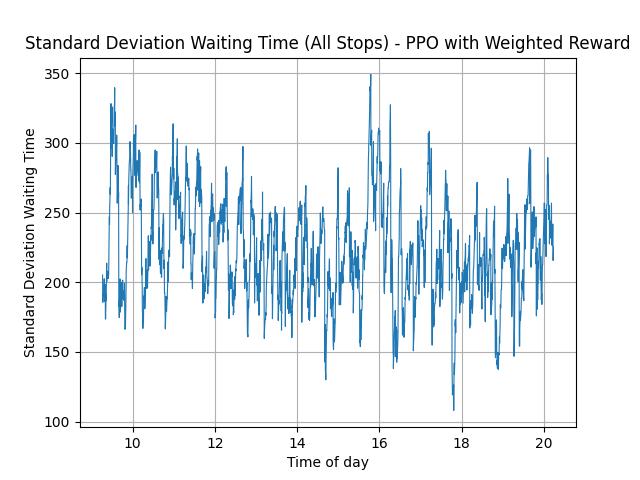 Standard Deviation Waiting Time (All Stops) - PPO with Weighted Reward
350
300
250
200
150
100
Standard Deviation Waiting Time
10 12 14 16 18 20
Time of day